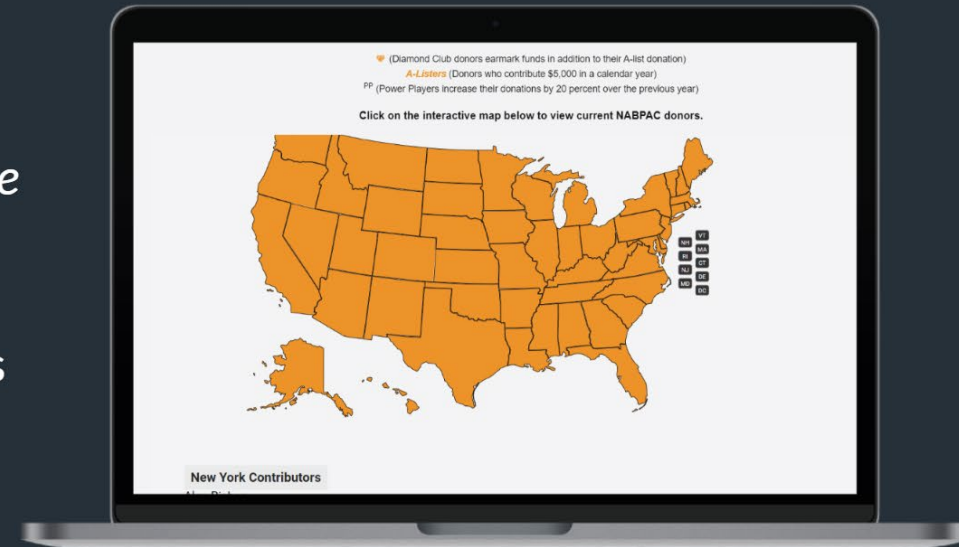 e
s
(Diamond Club donors earmark funds in addition to their A-list donation)
A-Listers (Donors who contribute $5,000 in a calendar year)
PP (Power Players increase their donations by 20 percent over the previous year)
Click on the interactive map below to view current NABPAC donors.
VT
NH
MA
RI
CT
NJ
DE
MD
DC
New York Contributors